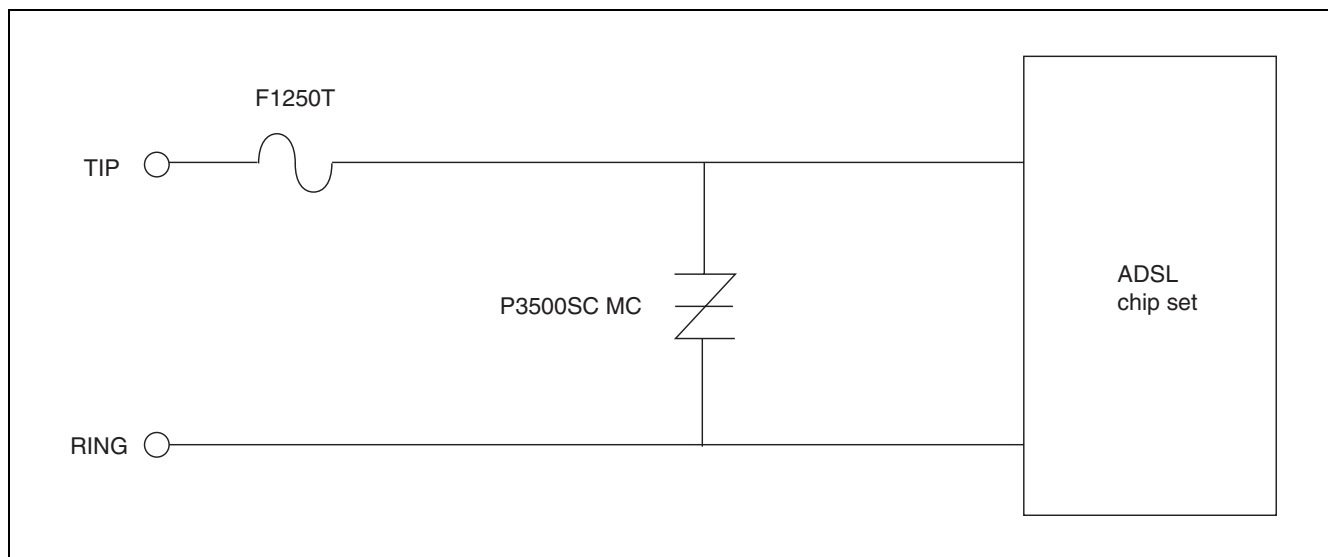 F1250T
TIP
P3500SC MC
ADSL
chip set
RING